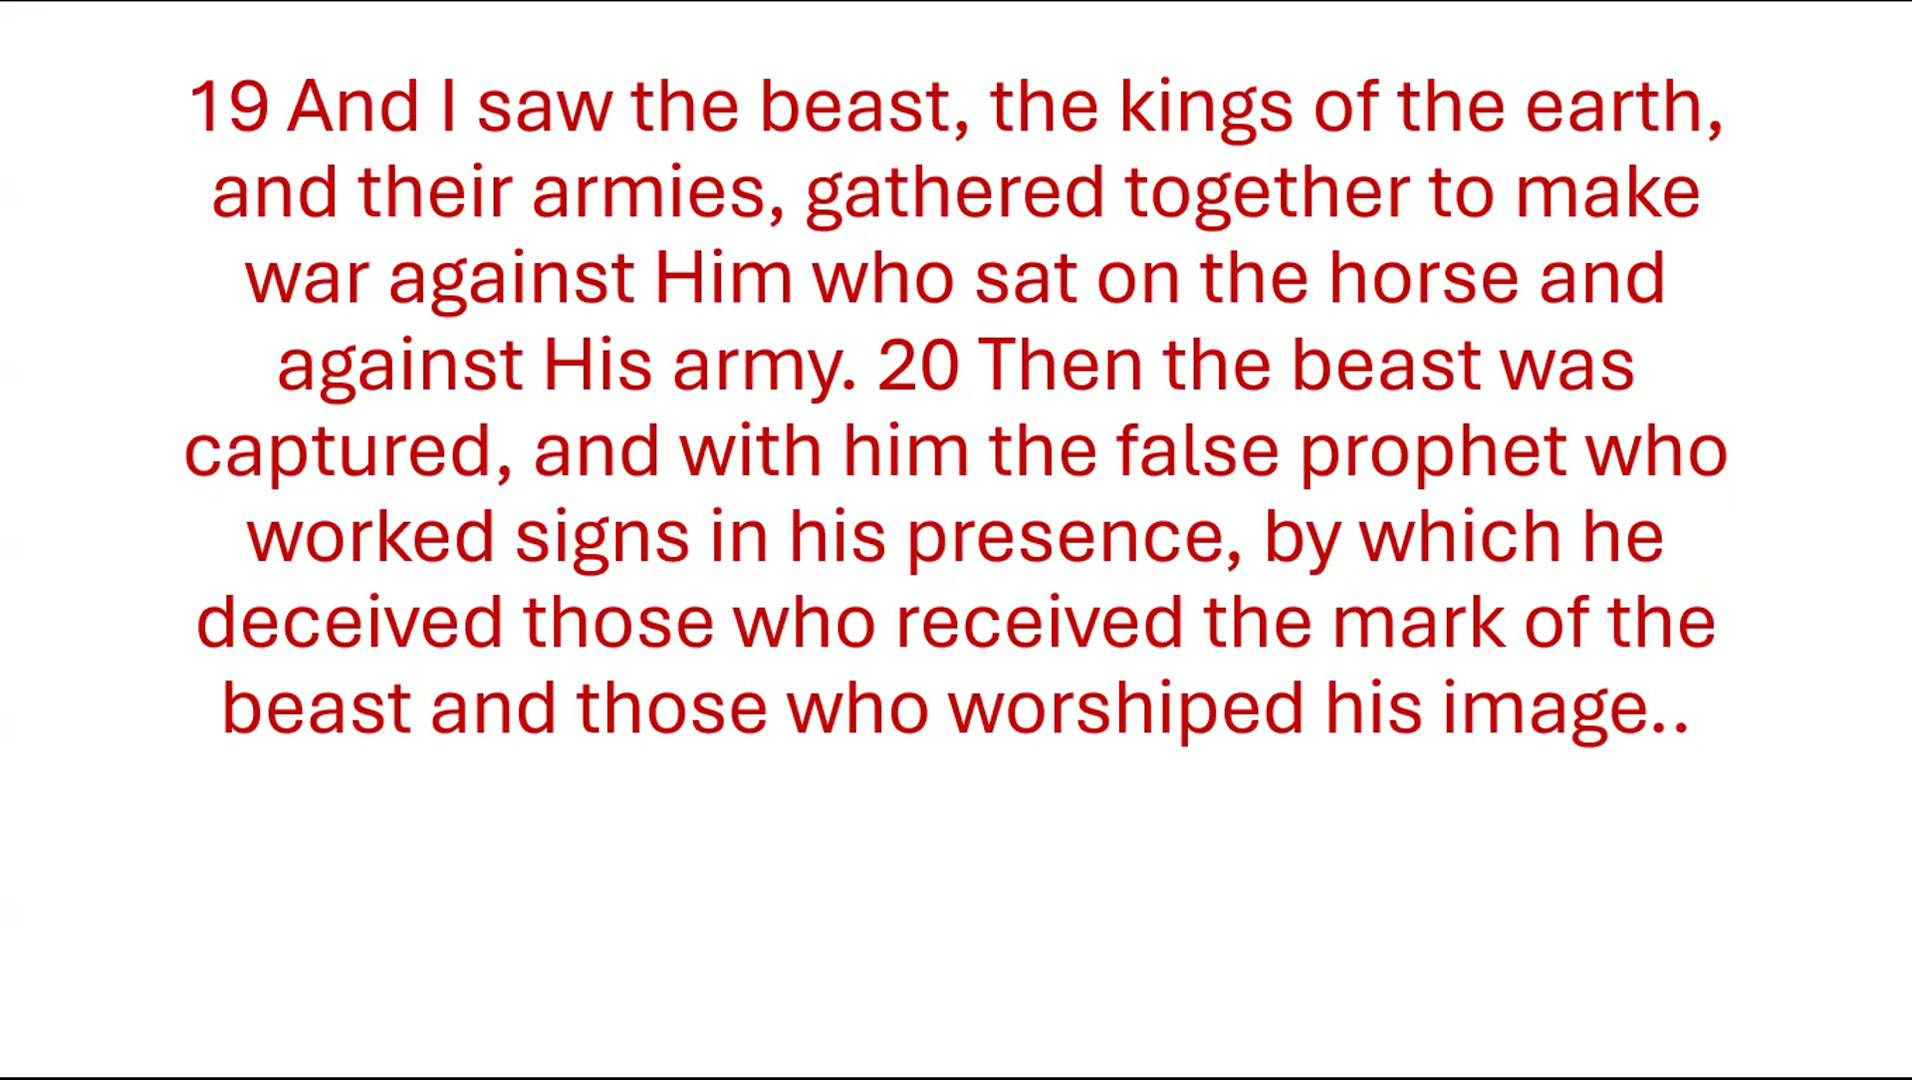 19 And I saw the beast, the kings of the earth,
and their armies, gathered together to make
war against Him who sat on the horse and
against His army. 20 Then the beast was
captured, and with him the false prophet who
worked signs in his presence, by which he
deceived those who received the mark of the
beast and those who worshiped his image..